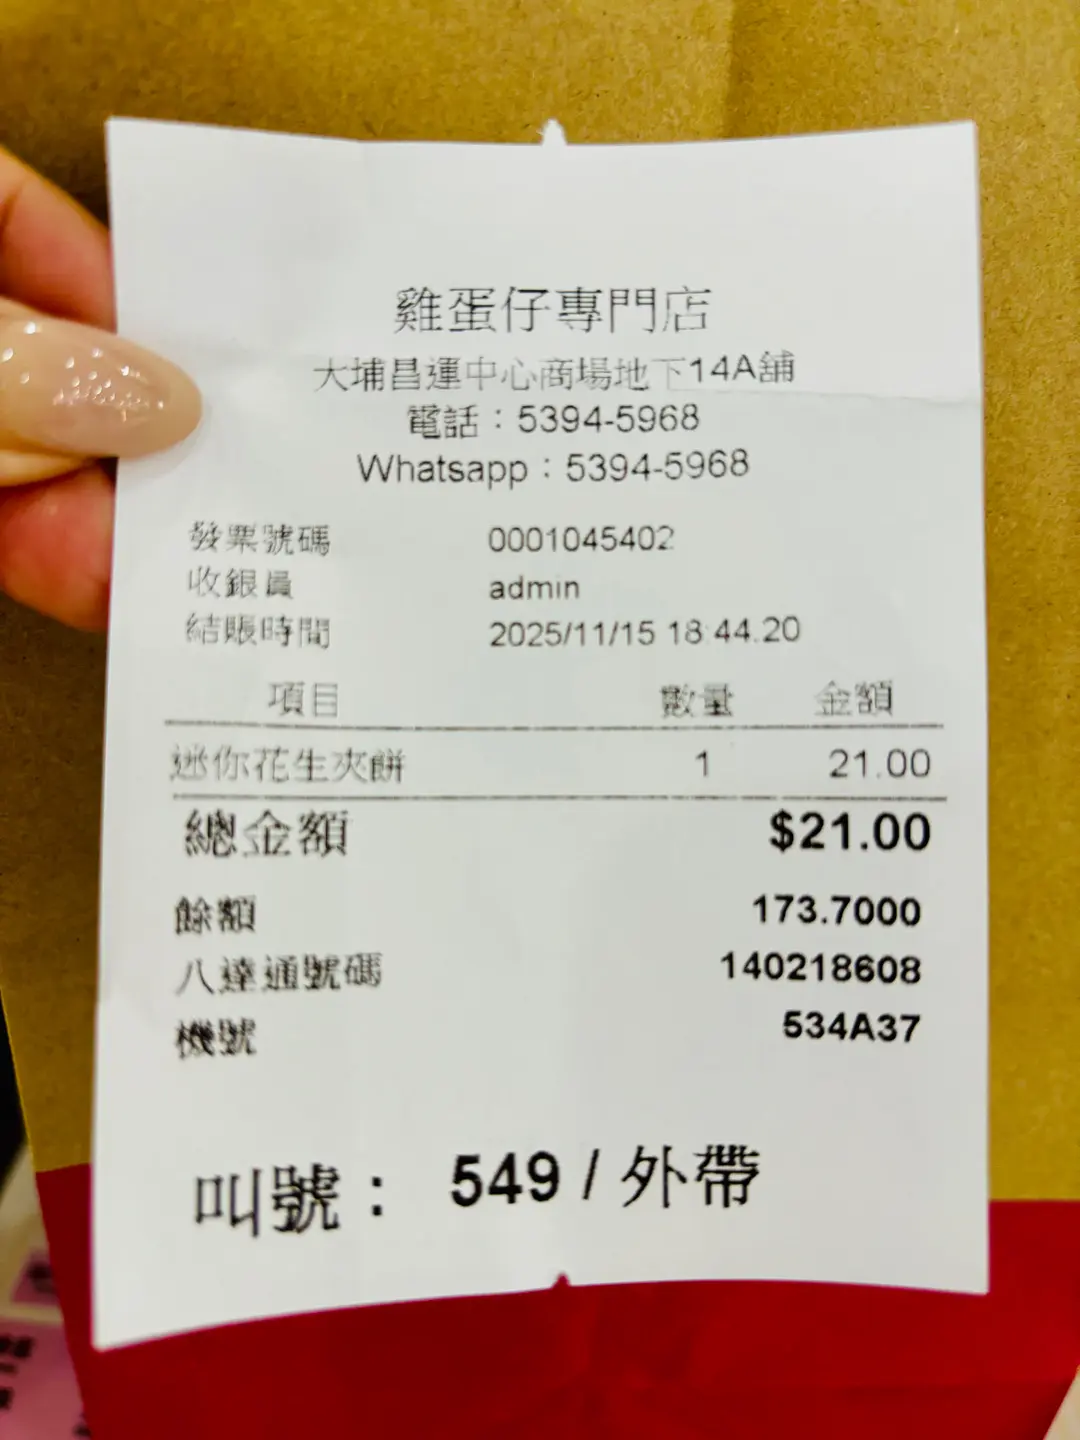 雞蛋仔專門店
大埔昌運中心商場地下14A舖
電話：5394-5968
Whatsapp：5394-5968
發票號碼 0001045402
收銀員 admin
結賬時間 2025/11/15 18:44.20
項目 數量 金額
迷你花生夾餅 1 21.00
總金額 $21.00
餘額 173.7000
八達通號碼 140218608
機號 534A37
叫號： 549 / 外帶